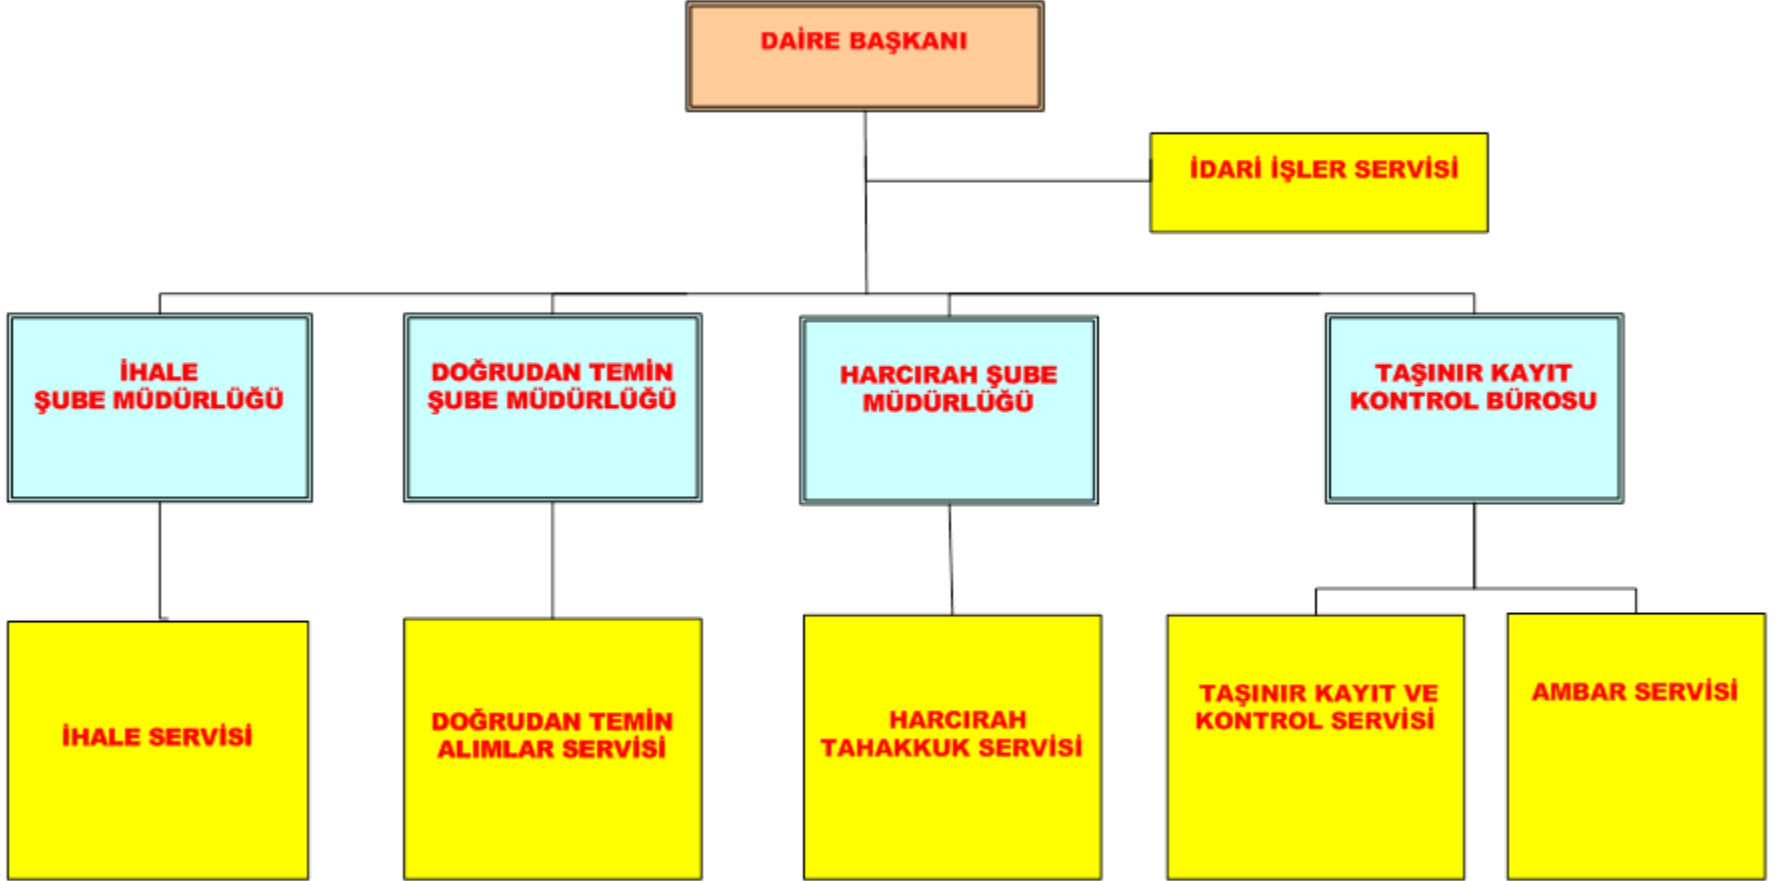 DAİRE BAŞKANI
İDARİ İŞLER SERVİSİ
İHALE
ŞUBE MÜDÜRLÜĞÜ
DOĞRUDAN TEMİN
ŞUBE MÜDÜRLÜĞÜ
HARCIRAH ŞUBE
MÜDÜRLÜĞÜ
TAŞINIR KAYIT
KONTROL BÜROSU
İHALE SERVİSİ
DOĞRUDAN TEMİN
ALIMLAR SERVİSİ
HARCIRAH
TAHAKKUK SERVİSİ
TAŞINIR KAYIT VE
KONTROL SERVİSİ
AMBAR SERVİSİ